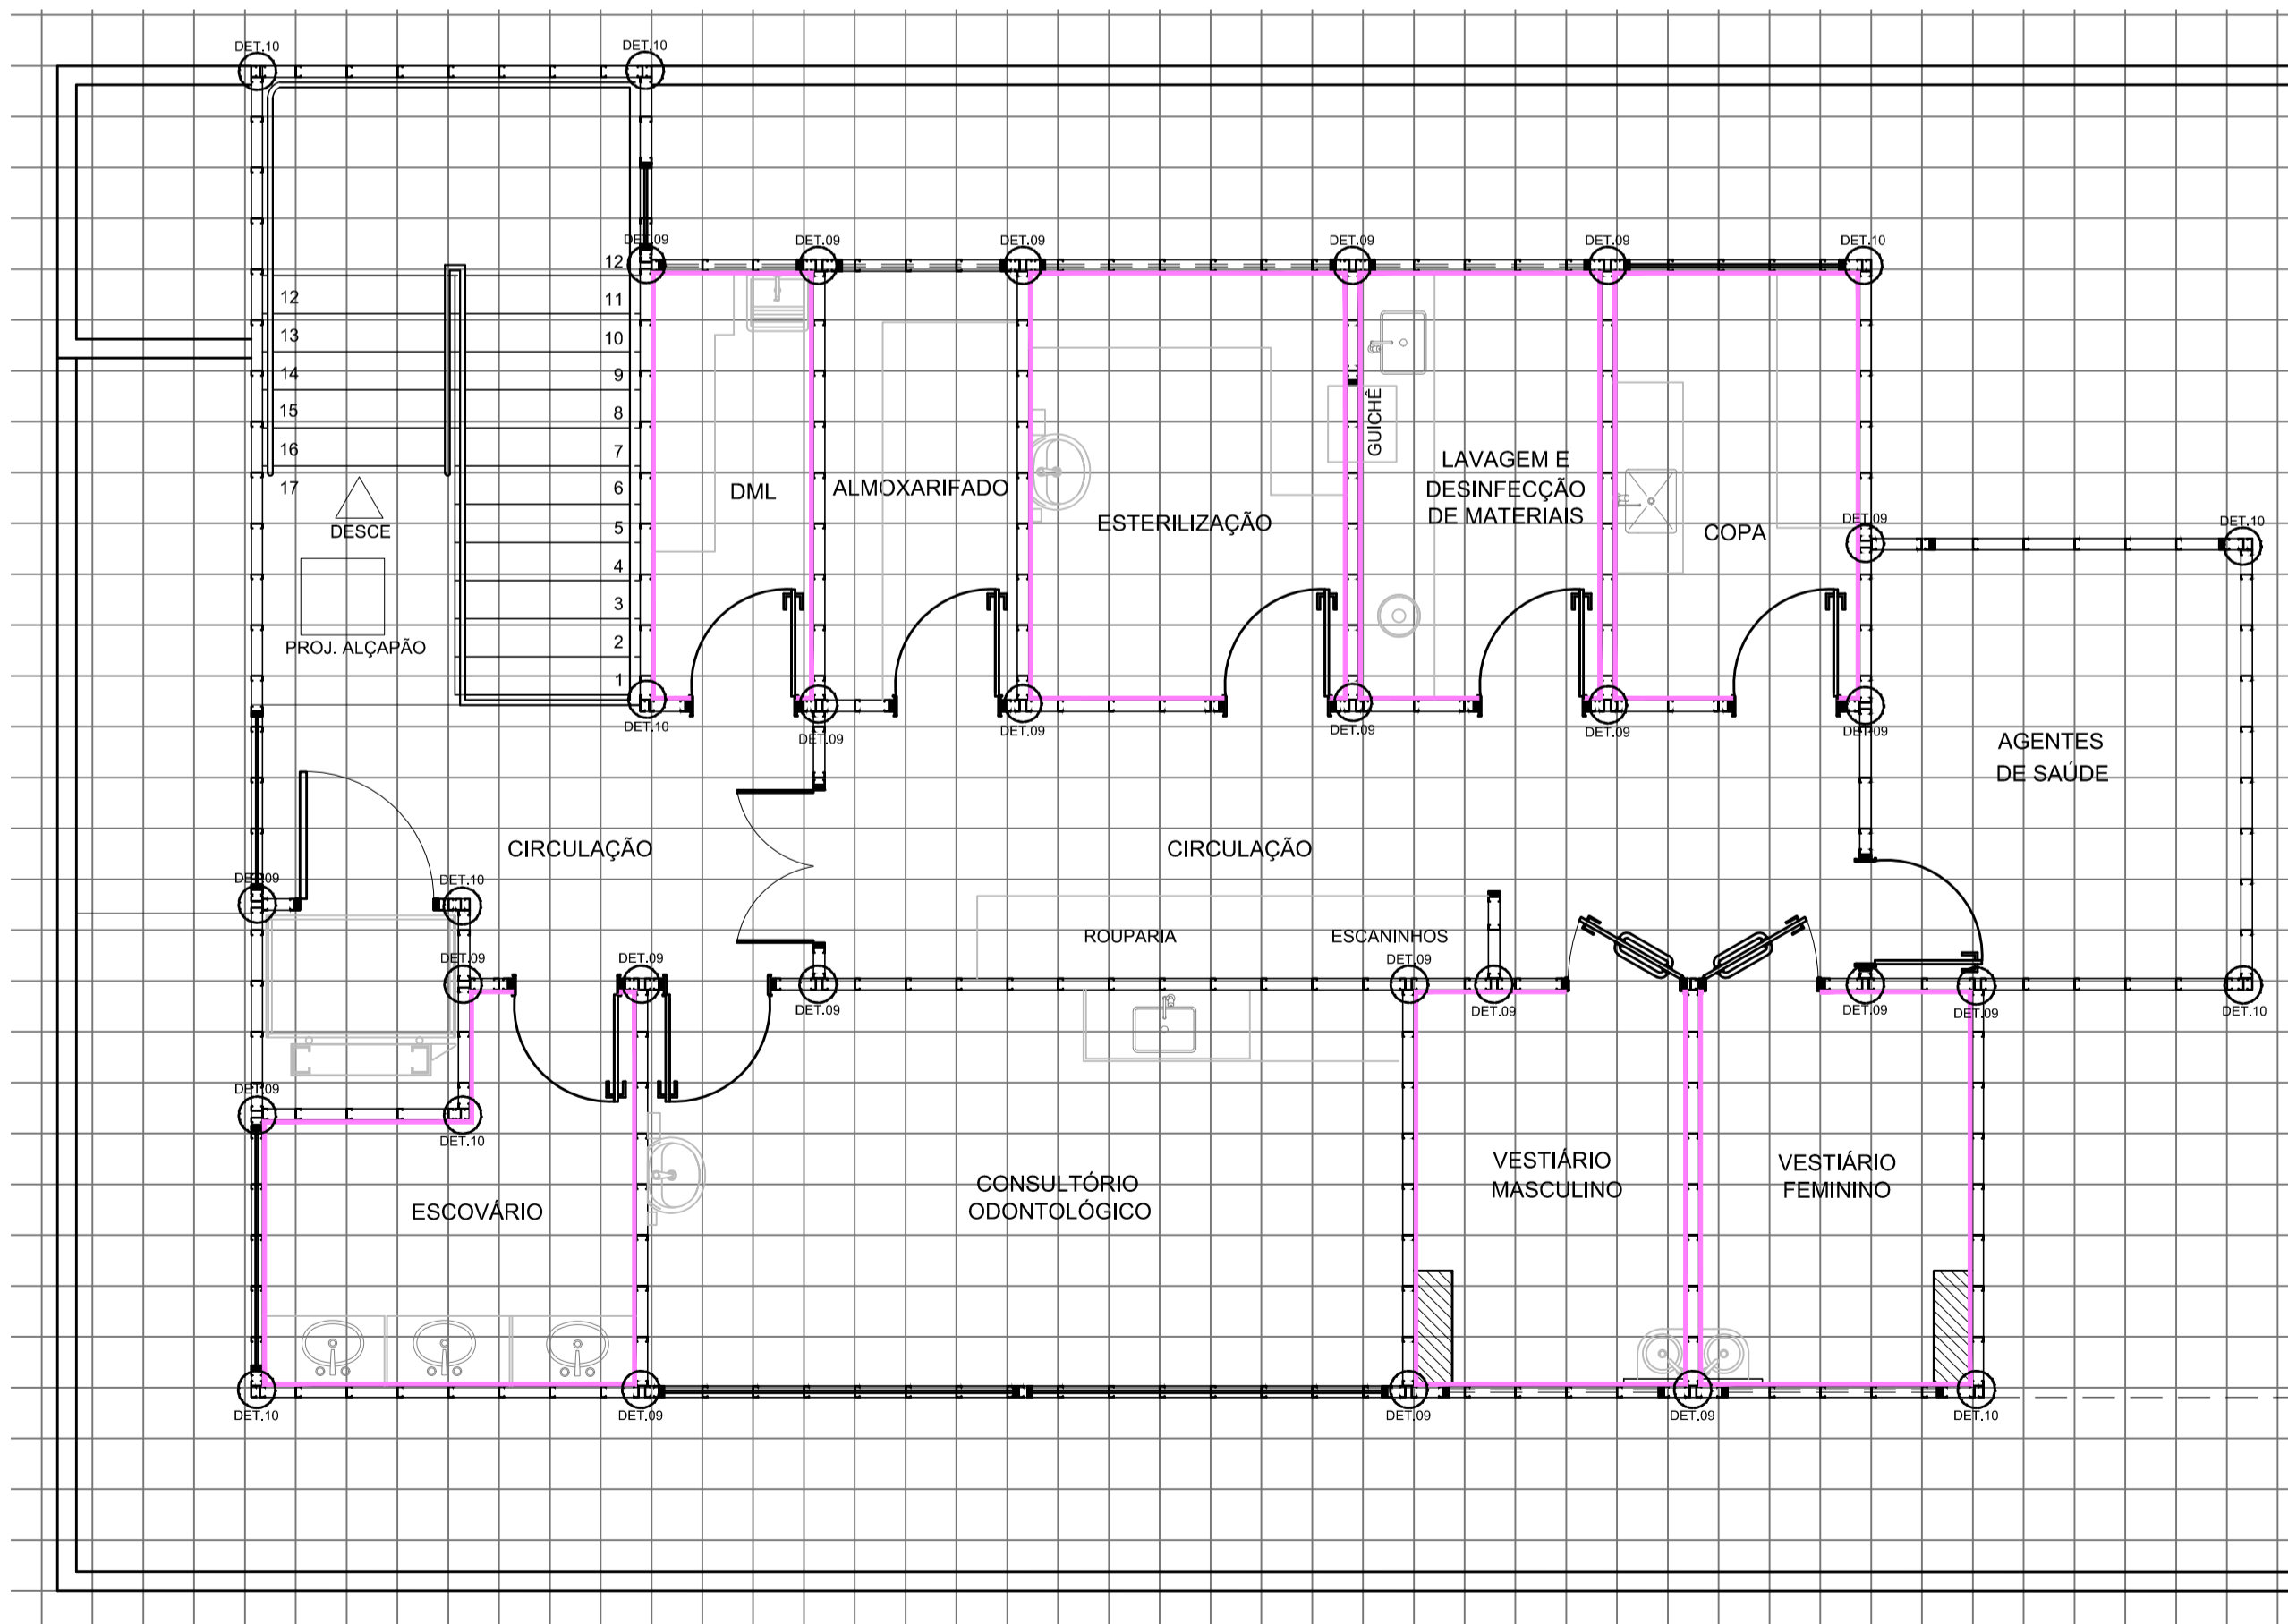 DET.10
DET.10
DET.09
DET.09
DET.09
DET.09
DET.09
DET.10
12
12
11
13
10
14
9
15
8
16
7
17
6
5
4
3
2
1
DESCE
PROJ. ALÇAPÃO
DML
ALMOXARIFADO
ESTERILIZAÇÃO
GUICHÊ
LAVAGEM E
DESINFECÇÃO
DE MATERIAIS
COPA
DET.09
DET.10
DET.10
DET.09
DET.09
DET.09
DET.09
DET.09
AGENTES
DE SAÚDE
CIRCULAÇÃO
CIRCULAÇÃO
DET.09
DET.10
ROUPARIA
ESCANINHOS
DET.09
DET.09
DET.09
DET.09
DET.09
DET.09
DET.09
DET.10
DET.09
DET.10
ESCOVÁRIO
CONSULTÓRIO
ODONTOLÓGICO
VESTIÁRIO
MASCULINO
VESTIÁRIO
FEMININO
DET.10
DET.09
DET.09
DET.09
DET.10